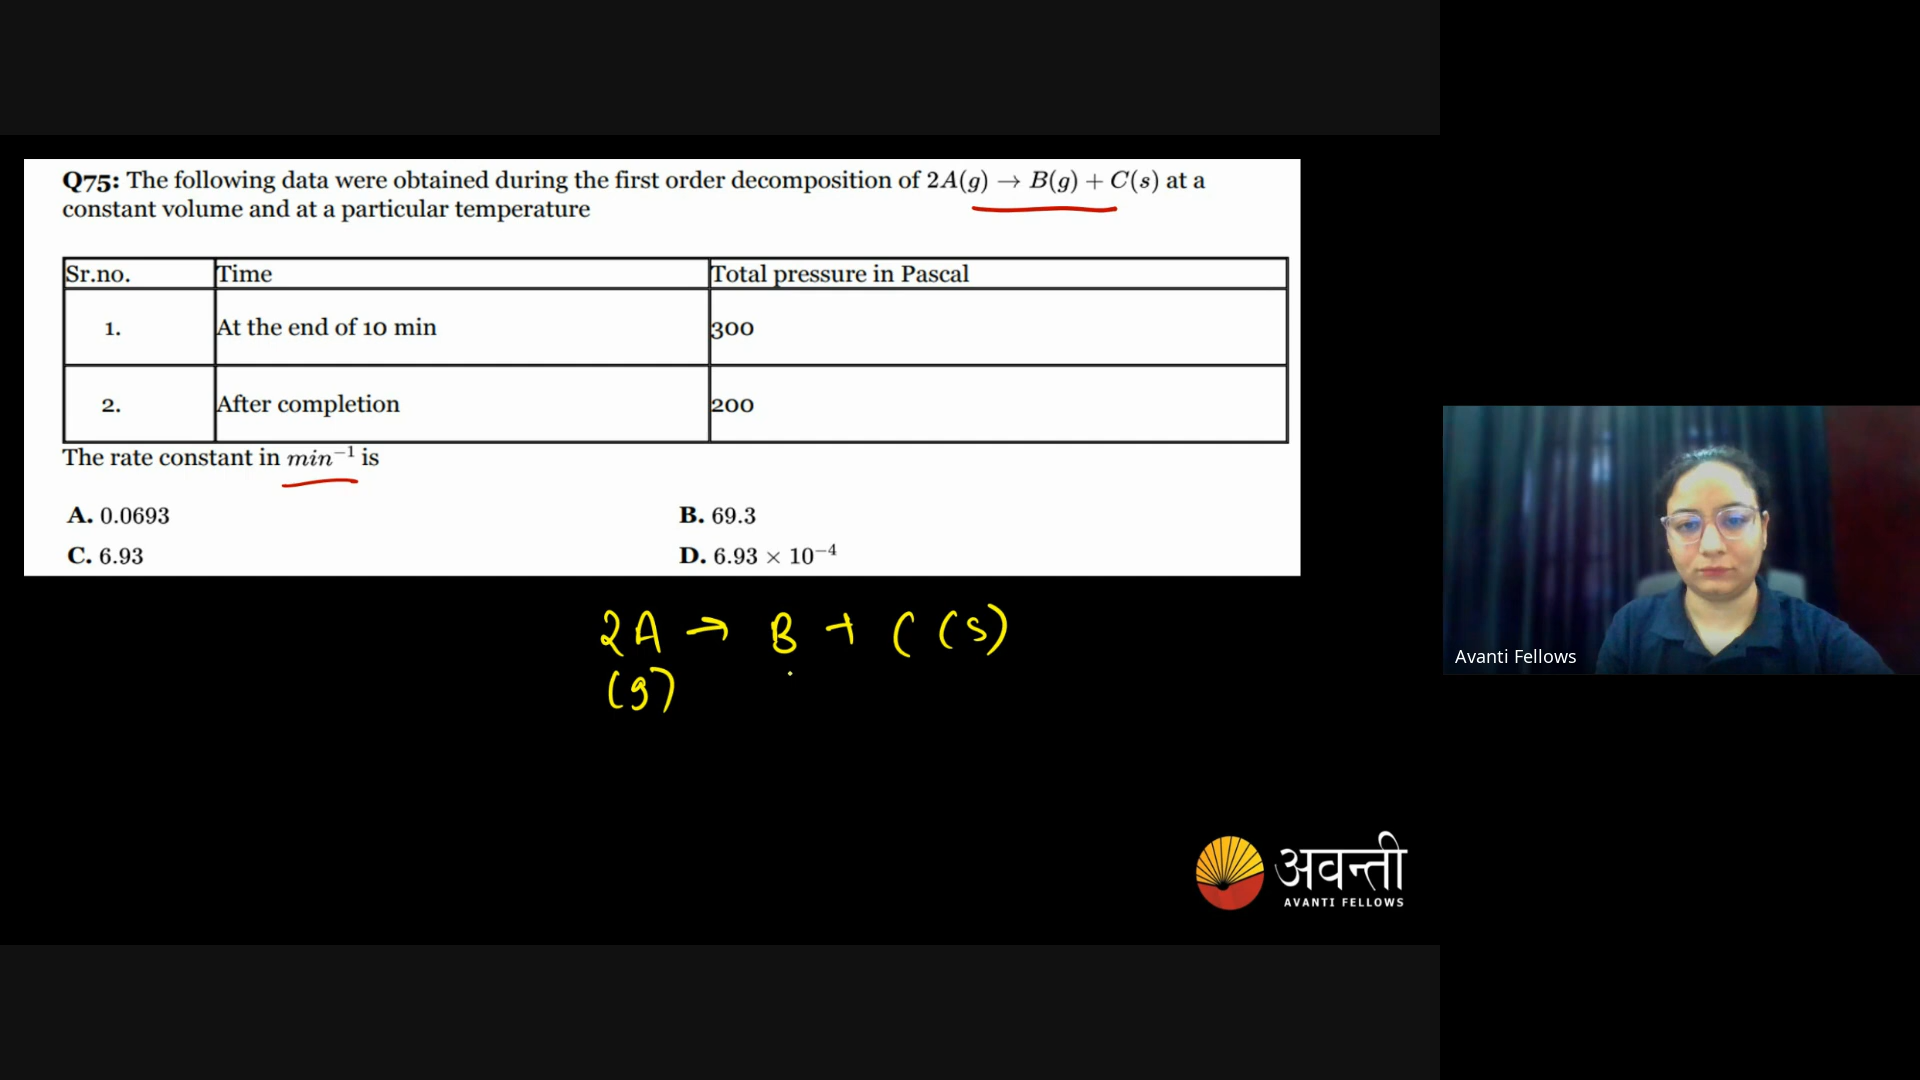 Q75: The following data were obtained during the first order decomposition of 2A(g) → B(g) + C(s) at a
constant volume and at a particular temperature
Sr.no. Time Total pressure in Pascal
1. At the end of 10 min 300
2. After completion 200
The rate constant in min⁻¹ is
A. 0.0693 B. 69.3
C. 6.93 D. 6.93 × 10⁻⁴
2A → B + C (s)
(g)
Avanti Fellows
अवन्ती
AVANTI FELLOWS